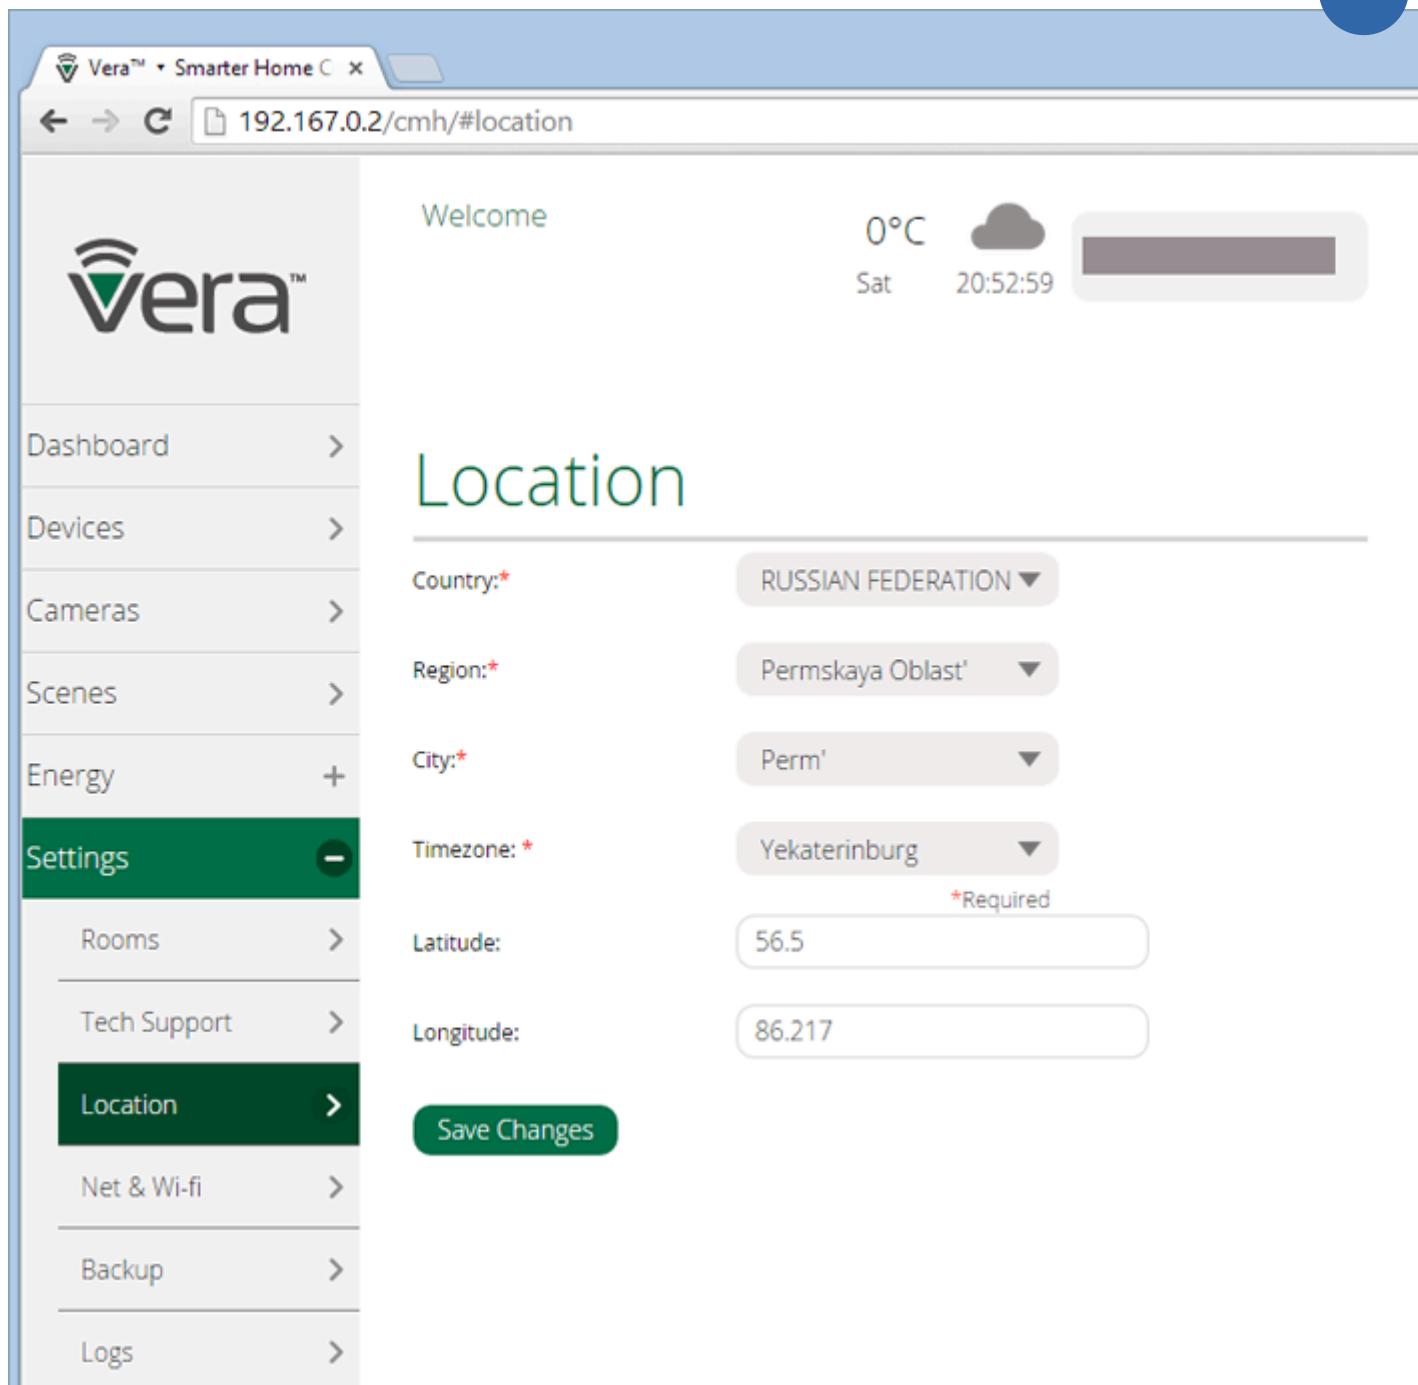 Vera™ • Smarter Home C
192.167.0.2/cmh/#location
vera™
Welcome
0°C
Sat 20:52:59
Dashboard
Devices
Cameras
Scenes
Energy
Settings
Rooms
Tech Support
Location
Net & Wi-fi
Backup
Logs
Location
Country:* RUSSIAN FEDERATION
Region:* Permskaya Oblast'
City:* Perm'
Timezone: * Yekaterinburg
*Required
Latitude: 56.5
Longitude: 86.217
Save Changes